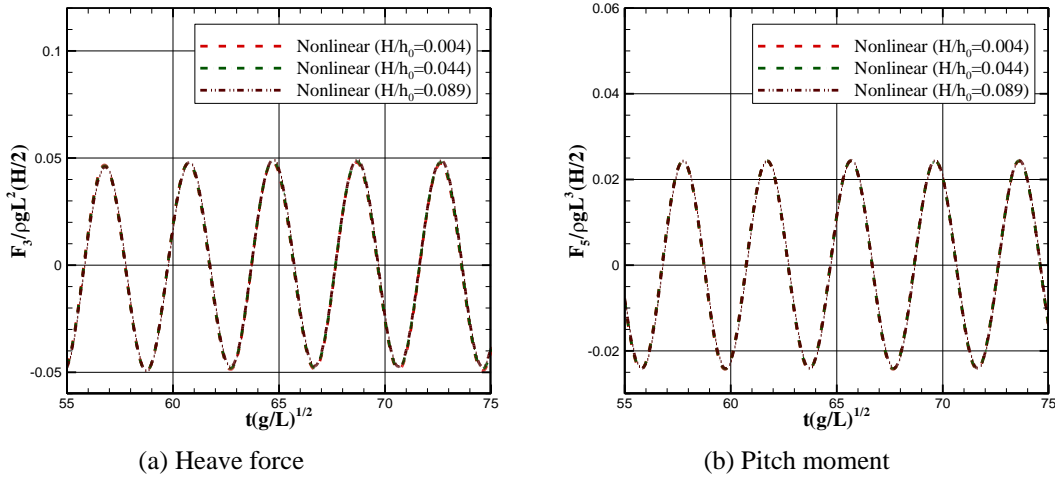 Nonlinear (H/h₀=0.004)
Nonlinear (H/h₀=0.044)
Nonlinear (H/h₀=0.089)
0.1
0.05
0
-0.05
F₃/ρgL²(H/2)
55 60 65 70 75
t(g/L)^1/2
(a) Heave force
Nonlinear (H/h₀=0.004)
Nonlinear (H/h₀=0.044)
Nonlinear (H/h₀=0.089)
0.06
0.04
0.02
0
-0.02
F₅/ρgL³(H/2)
55 60 65 70 75
t(g/L)^1/2
(b) Pitch moment